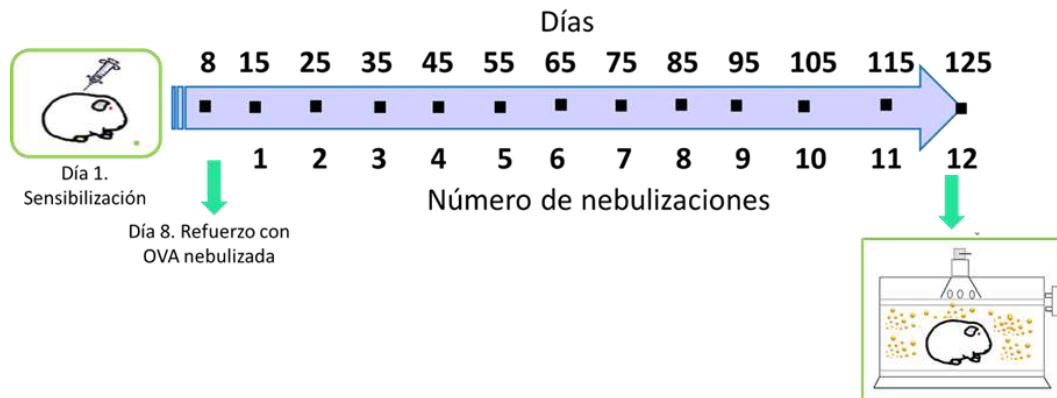 Días
8 15 25 35 45 55 65 75 85 95 105 115 125
1 2 3 4 5 6 7 8 9 10 11 12
Número de nebulizaciones
Día 1.
Sensibilización
Día 8. Refuerzo con
OVA nebulizada